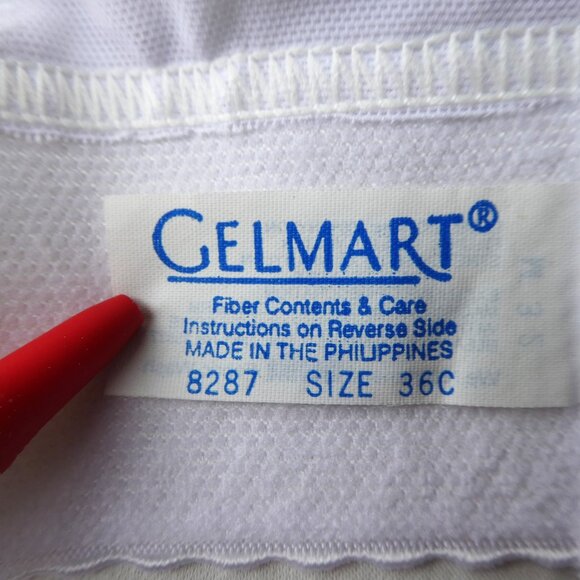 GELMART®
Fiber Contents & Care
Instructions on Reverse Side
MADE IN THE PHILIPPINES
8287 SIZE 36C